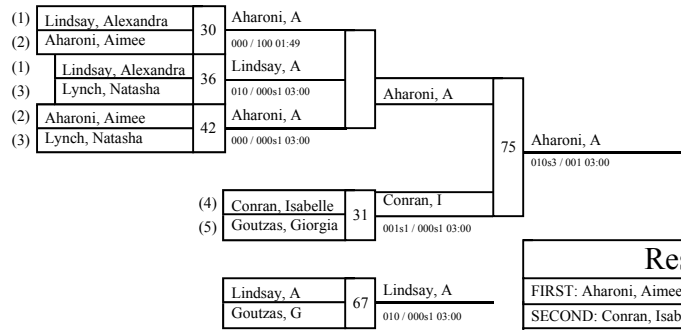 (1) Lindsay, Alexandra 30 Aharoni, A
(2) Aharoni, Aimee
000 / 100 01:49
(1) Lindsay, Alexandra 36 Lindsay, A
(3) Lynch, Natasha
010 / 000s1 03:00
Aharoni, A
(2) Aharoni, Aimee 42 Aharoni, A
(3) Lynch, Natasha
000 / 000s1 03:00
75 Aharoni, A
010s3 / 001 03:00
(4) Conran, Isabelle 31 Conran, I
(5) Goutzas, Giorgia
001s1 / 000s1 03:00
Lindsay, A 67 Lindsay, A
Goutzas, G
010 / 000s1 03:00
Res
FIRST: Aharoni, Aimee
SECOND: Conran, Isab